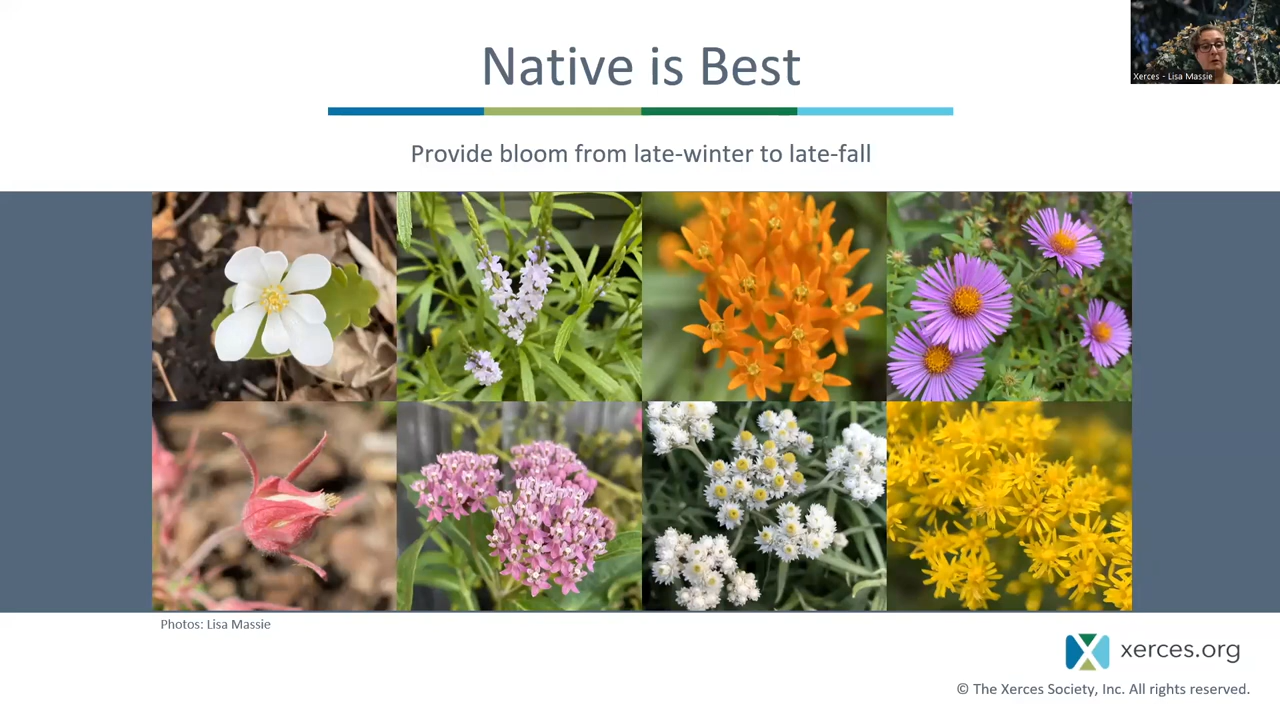 Native is Best
Xerces - Lisa Massie
Provide bloom from late-winter to late-fall
Photos: Lisa Massie
xerces.org
© The Xerces Society, Inc. All rights reserved.